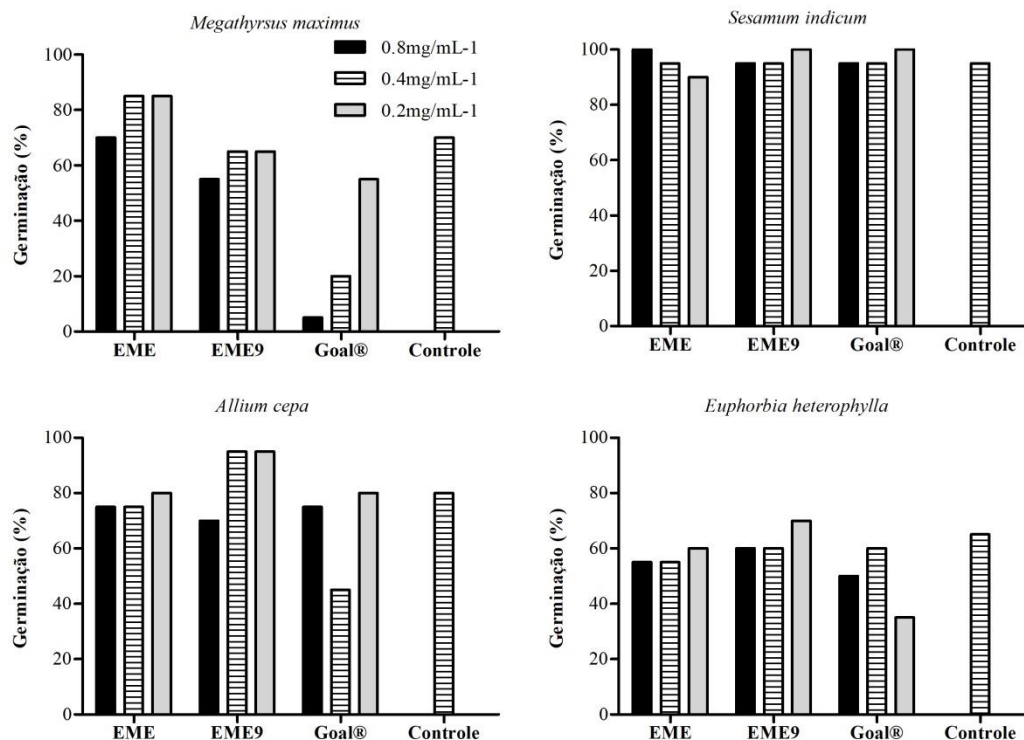 Megathyrsus maximus
0.8mg/mL-1
0.4mg/mL-1
0.2mg/mL-1
Germinação (%)
100
80
60
40
20
0
EME EME9 Goal® Controle
Sesamum indicum
Germinação (%)
100
80
60
40
20
0
EME EME9 Goal® Controle
Allium cepa
Germinação (%)
100
80
60
40
20
0
EME EME9 Goal® Controle
Euphorbia heterophylla
Germinação (%)
100
80
60
40
20
0
EME EME9 Goal® Controle